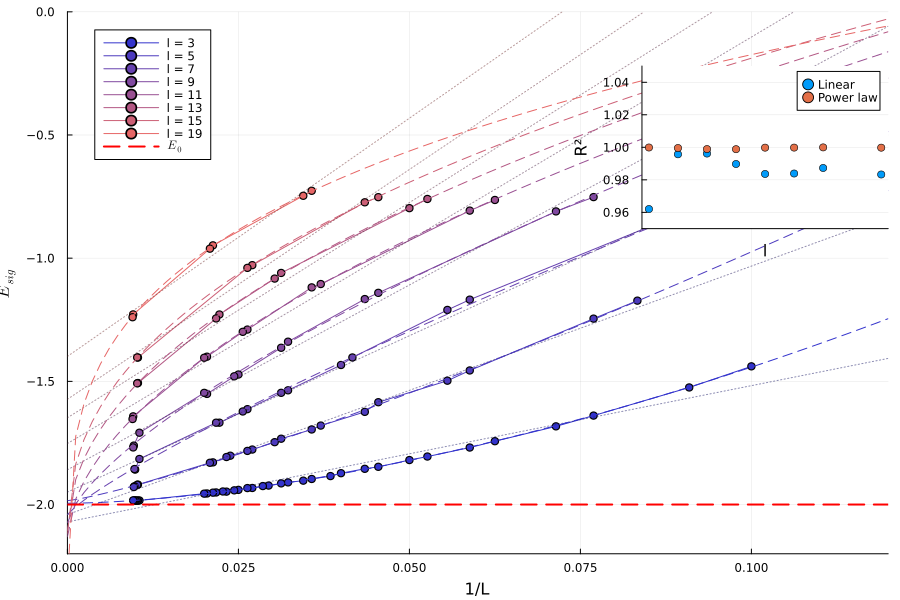 0.0
−0.5
−1.0
−1.5
−2.0
E_sig
0.000
0.025
0.050
0.075
0.100
1/L
l = 3
l = 5
l = 7
l = 9
l = 11
l = 13
l = 15
l = 19
E₀
1.04
1.02
1.00
0.98
0.96
R²
l
Linear
Power law